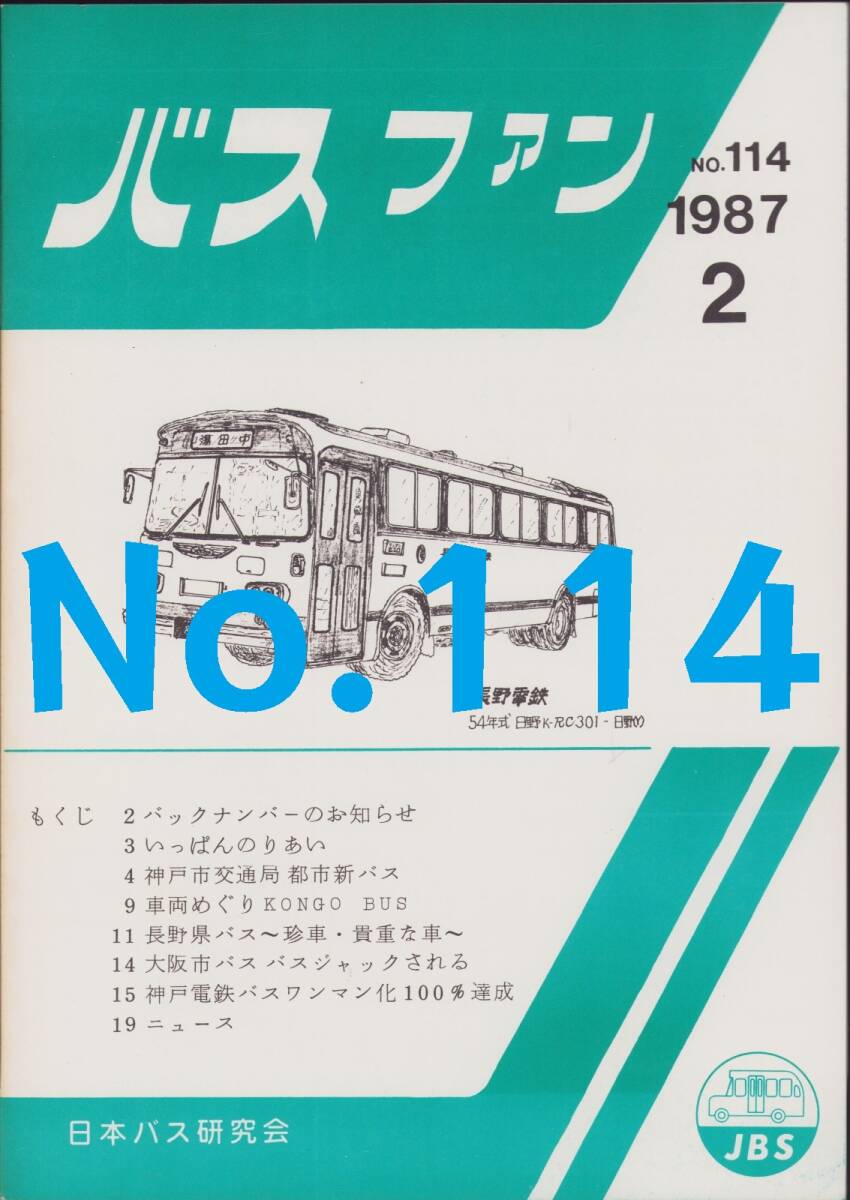 バスファン
NO.114
1987
2
湯田中
No.114
長野電鉄
54年式 日野K-RC301-日野
もくじ 2 バックナンバーのお知らせ
3 いっぱんのりあい
4 神戸市交通局 都市新バス
9 車両めぐりKONGO BUS
11 長野県バス〜珍車・貴重な車〜
14 大阪市バス バスジャックされる
15 神戸電鉄バスワンマン化100%達成
19 ニュース
日本バス研究会
JBS